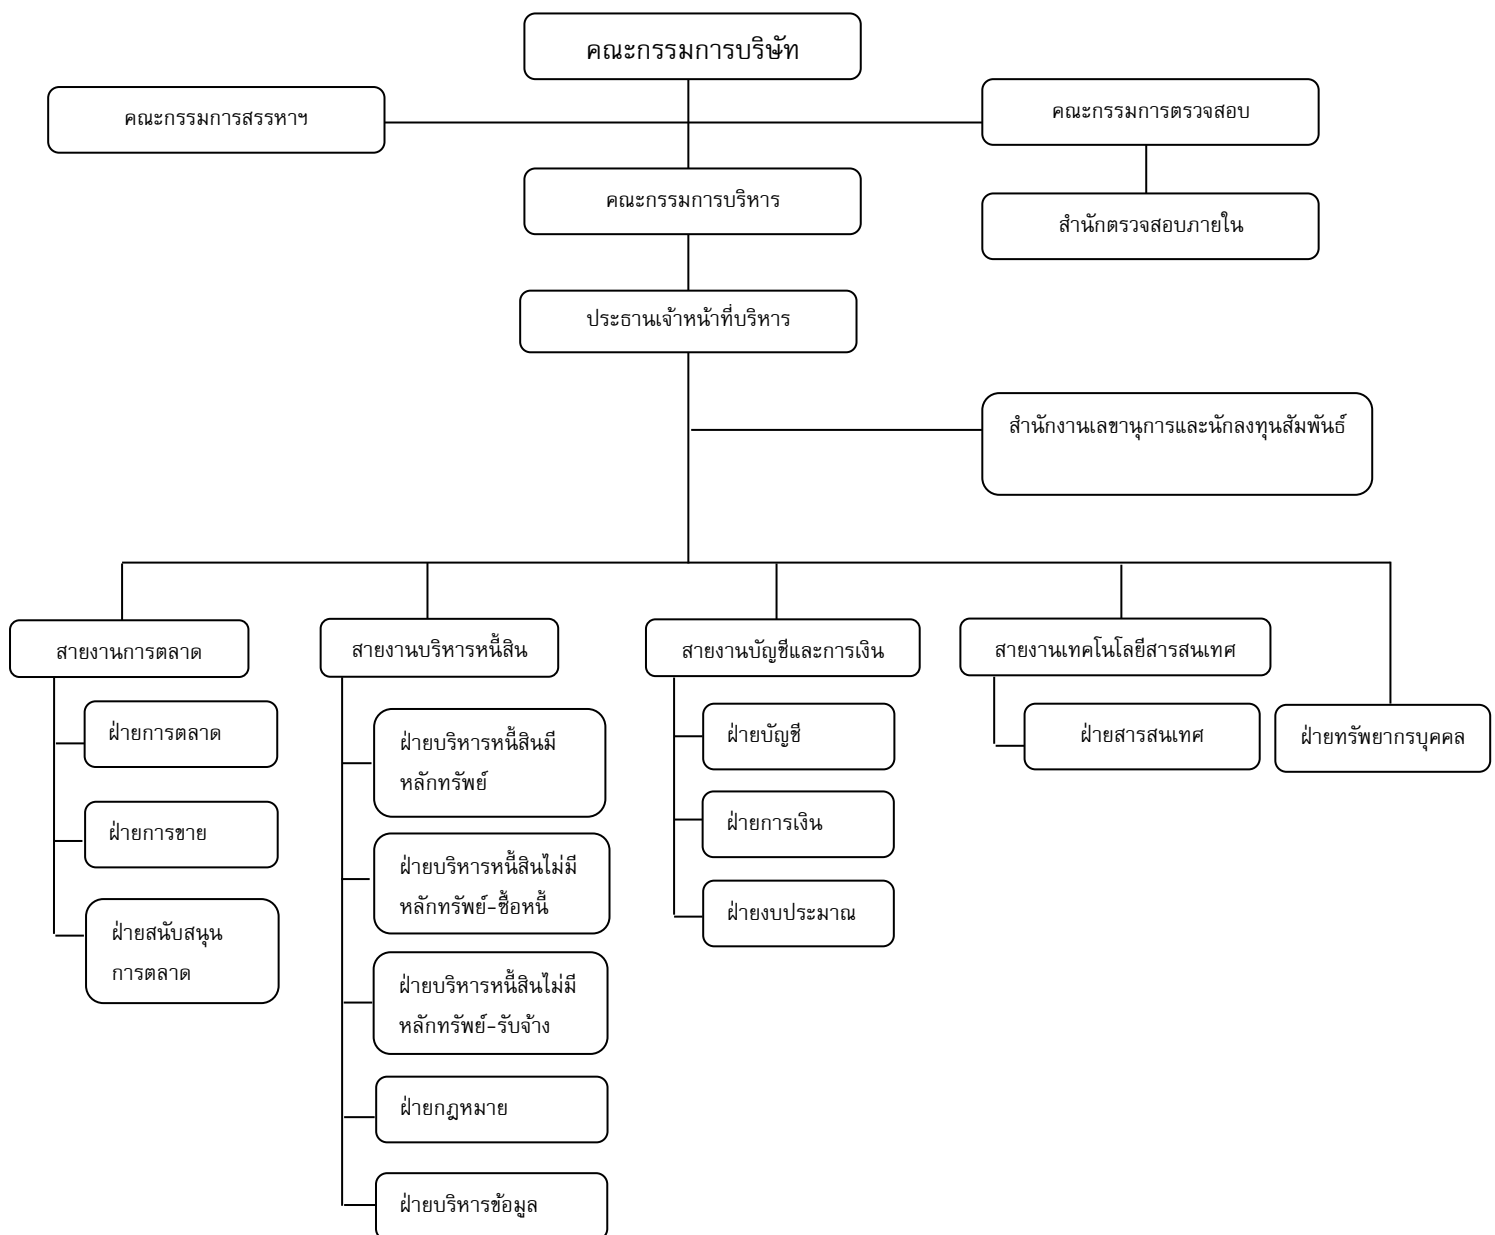 คณะกรรมการบริษัท
คณะกรรมการสรรหาฯ
คณะกรรมการตรวจสอบ
คณะกรรมการบริหาร
สำนักตรวจสอบภายใน
ประธานเจ้าหน้าที่บริหาร
สำนักงานเลขานุการและนักลงทุนสัมพันธ์
สายงานการตลาด
ฝ่ายการตลาด
ฝ่ายการขาย
ฝ่ายสนับสนุน
การตลาด
สายงานบริหารหนี้สิน
ฝ่ายบริหารหนี้สินมี
หลักทรัพย์
ฝ่ายบริหารหนี้สินไม่มี
หลักทรัพย์-ซื้อหนี้
ฝ่ายบริหารหนี้สินไม่มี
หลักทรัพย์-รับจ้าง
ฝ่ายกฎหมาย
ฝ่ายบริหารข้อมูล
สายงานบัญชีและการเงิน
ฝ่ายบัญชี
ฝ่ายการเงิน
ฝ่ายงบประมาณ
สายงานเทคโนโลยีสารสนเทศ
ฝ่ายสารสนเทศ
ฝ่ายทรัพยากรบุคคล